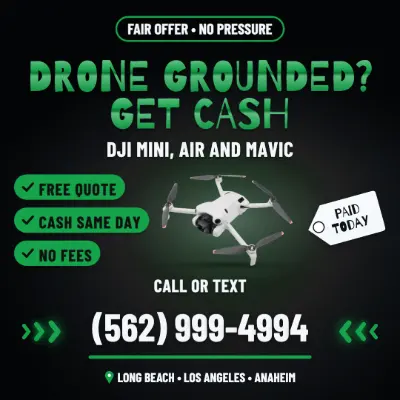 FAIR OFFER • NO PRESSURE
DRONE GROUNDED?
GET CASH
DJI MINI, AIR AND MAVIC
FREE QUOTE
CASH SAME DAY
NO FEES
PAID
TODAY
CALL OR TEXT
(562) 999-4994
LONG BEACH • LOS ANGELES • ANAHEIM